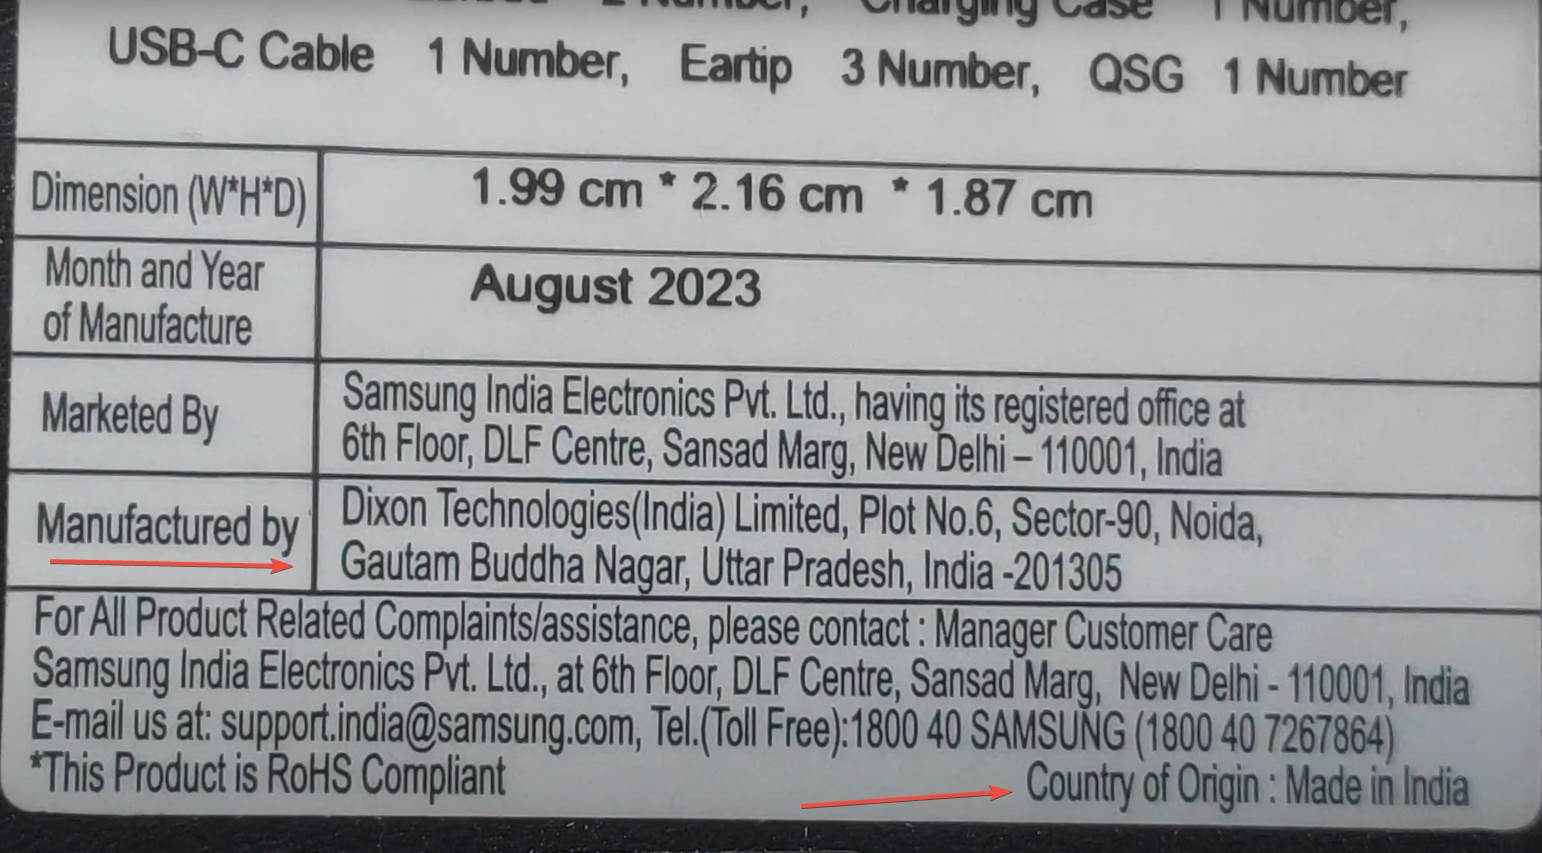 2 Number, Charging Case 1 Number,
USB-C Cable 1 Number, Eartip 3 Number, QSG 1 Number
Dimension (W*H*D) 1.99 cm * 2.16 cm * 1.87 cm
Month and Year
of Manufacture
August 2023
Marketed By
Samsung India Electronics Pvt. Ltd., having its registered office at
6th Floor, DLF Centre, Sansad Marg, New Delhi – 110001, India
Manufactured by
Dixon Technologies(India) Limited, Plot No.6, Sector-90, Noida,
Gautam Buddha Nagar, Uttar Pradesh, India -201305
For All Product Related Complaints/assistance, please contact : Manager Customer Care
Samsung India Electronics Pvt. Ltd., at 6th Floor, DLF Centre, Sansad Marg, New Delhi - 110001, India
E-mail us at: support.india@samsung.com, Tel.(Toll Free):1800 40 SAMSUNG (1800 40 7267864)
*This Product is RoHS Compliant
Country of Origin : Made in India